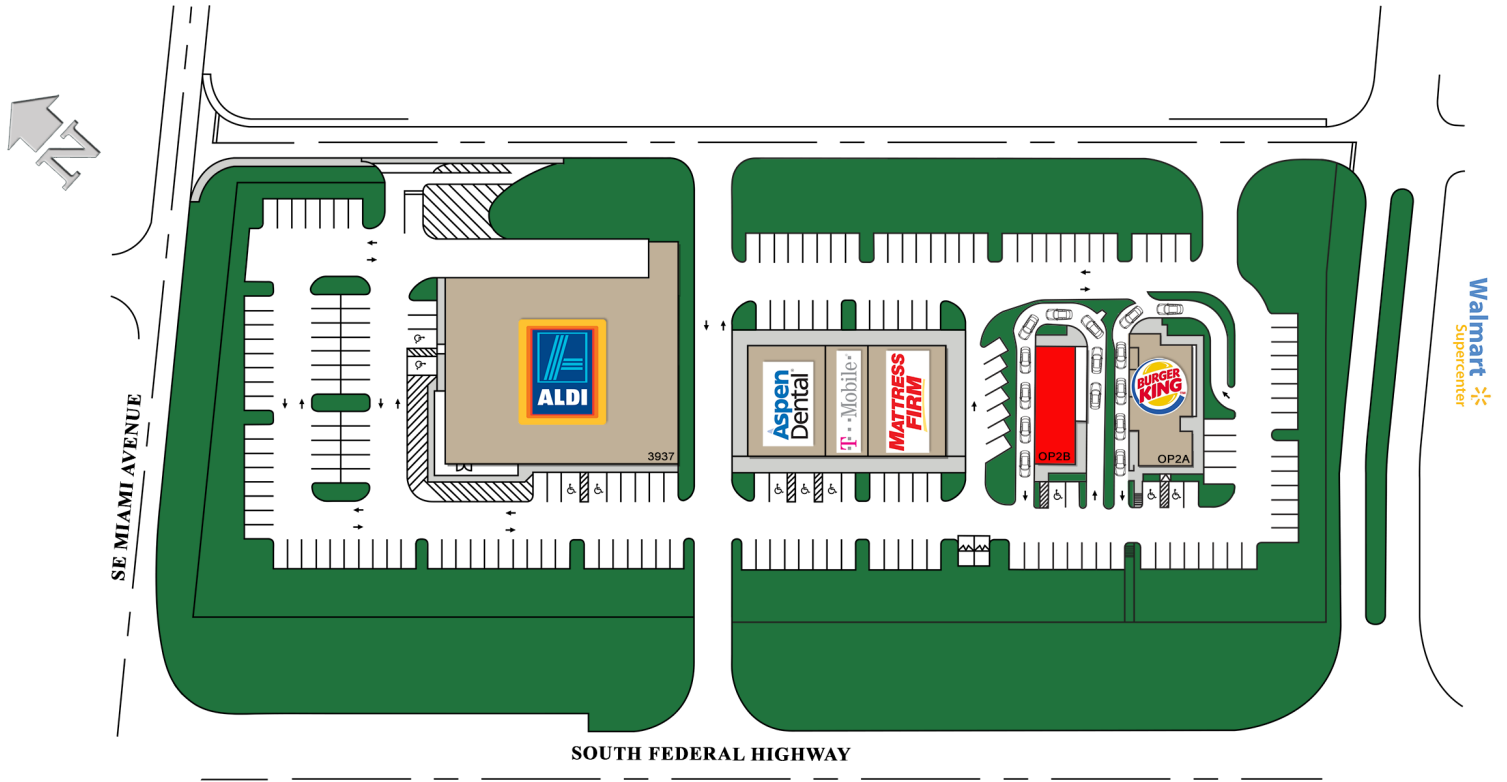 N
SE MIAMI AVENUE
ALDI
3937
Aspen
Dental
T··Mobile·
MATTRESS
FIRM
OP2B
BURGER
KING
OP2A
Walmart
Supercenter
SOUTH FEDERAL HIGHWAY